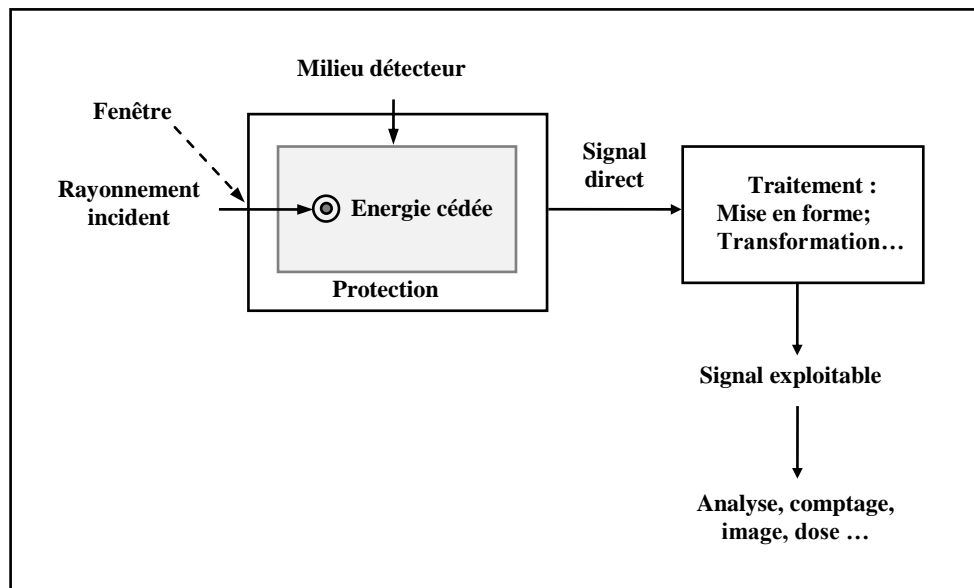 Milieu détecteur
Fenêtre
Rayonnement
incident
Energie cédée
Protection
Signal
direct
Traitement :
Mise en forme;
Transformation…
Signal exploitable
Analyse, comptage,
image, dose …